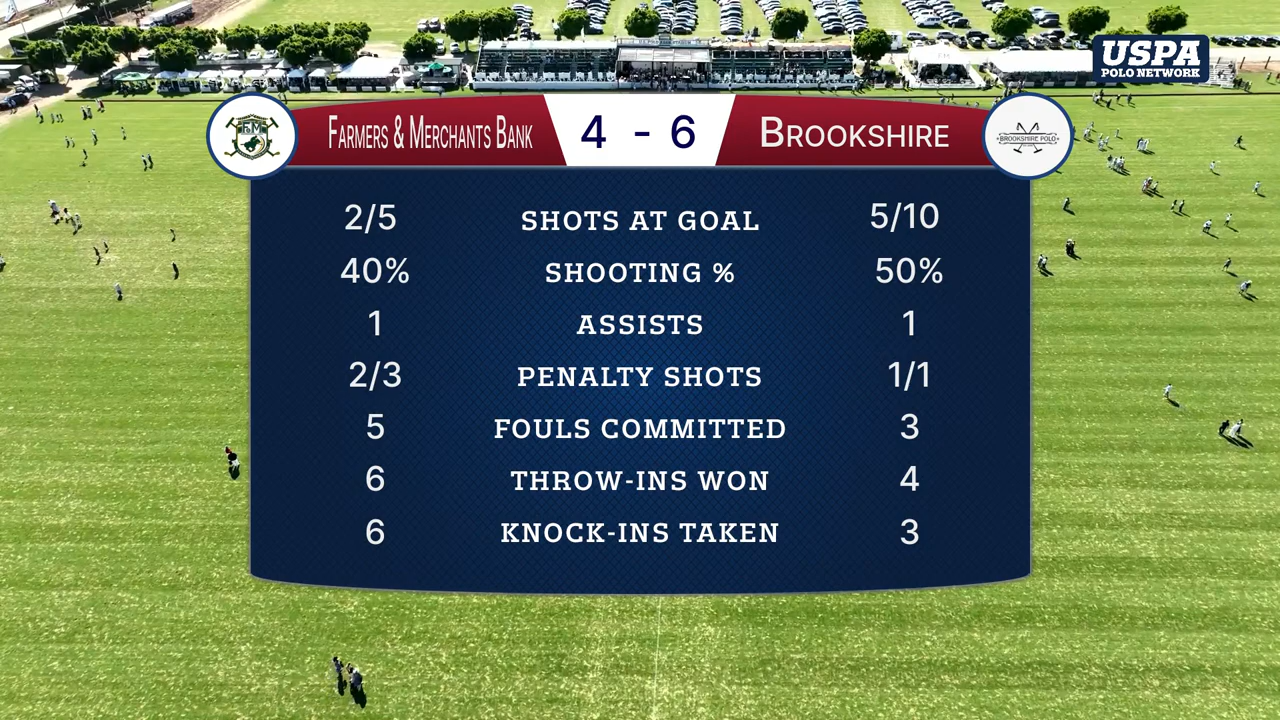 USPA
POLO NETWORK
F&M
FARMERS & MERCHANTS BANK 4 - 6 BROOKSHIRE
BROOKSHIRE POLO
2/5 SHOTS AT GOAL 5/10
40% SHOOTING % 50%
1 ASSISTS 1
2/3 PENALTY SHOTS 1/1
5 FOULS COMMITTED 3
6 THROW-INS WON 4
6 KNOCK-INS TAKEN 3